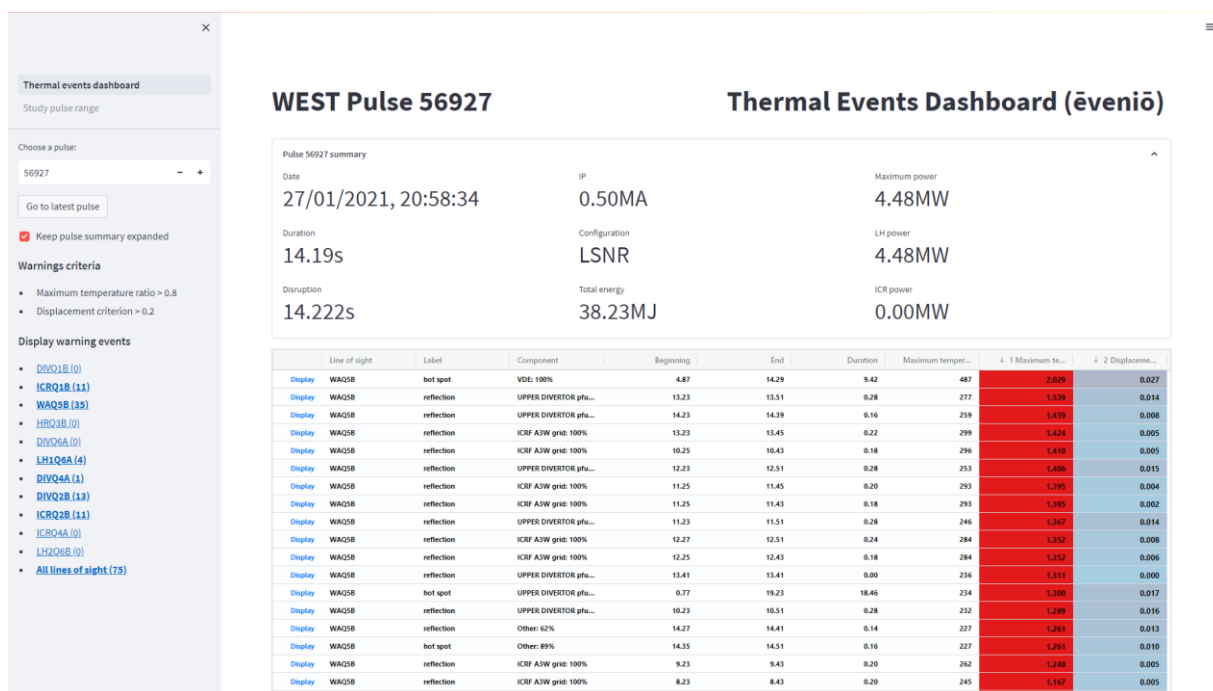 Thermal events dashboard
Study pulse range
Choose a pulse:
56927 − +
Go to latest pulse
Keep pulse summary expanded
Warnings criteria
• Maximum temperature ratio > 0.8
• Displacement criterion > 0.2
Display warning events
• DIVQ1B (0)
• ICRQ1B (11)
• WAQ5B (35)
• HRQ3B (0)
• DIVQ6A (0)
• LH1Q6A (4)
• DIVQ4A (1)
• DIVQ2B (13)
• ICRQ2B (11)
• ICRQ4A (0)
• LH2Q6B (0)
• All lines of sight (75)
WEST Pulse 56927 Thermal Events Dashboard (ēveniō)
Pulse 56927 summary
Date IP Maximum power
27/01/2021, 20:58:34 0.50MA 4.48MW
Duration Configuration LH power
14.19s LSNR 4.48MW
Disruption Total energy ICR power
14.222s 38.23MJ 0.00MW
Line of sight Label Component Beginning End Duration Maximum temper... ↓ 1 Maximum te... ↓ 2 Displaceme...
Display WAQ5B hot spot VDE: 100% 4.87 14.29 9.42 487 2.029 0.027
Display WAQ5B reflection UPPER DIVERTOR pfu... 13.23 13.51 0.28 277 1.539 0.014
Display WAQ5B reflection UPPER DIVERTOR pfu... 14.23 14.39 0.16 259 1.439 0.008
Display WAQ5B reflection ICRF A3W grid: 100% 13.23 13.45 0.22 299 1.424 0.005
Display WAQ5B reflection ICRF A3W grid: 100% 10.25 10.43 0.18 296 1.410 0.005
Display WAQ5B reflection UPPER DIVERTOR pfu... 12.23 12.51 0.28 253 1.406 0.015
Display WAQ5B reflection ICRF A3W grid: 100% 11.25 11.45 0.20 293 1.395 0.004
Display WAQ5B reflection ICRF A3W grid: 100% 11.25 11.43 0.18 293 1.395 0.002
Display WAQ5B reflection UPPER DIVERTOR pfu... 11.23 11.51 0.28 246 1.367 0.014
Display WAQ5B reflection ICRF A3W grid: 100% 12.27 12.51 0.24 284 1.352 0.008
Display WAQ5B reflection ICRF A3W grid: 100% 12.25 12.43 0.18 284 1.352 0.006
Display WAQ5B reflection UPPER DIVERTOR pfu... 13.41 13.41 0.00 236 1.311 0.000
Display WAQ5B hot spot UPPER DIVERTOR pfu... 0.77 19.23 18.46 234 1.300 0.017
Display WAQ5B reflection UPPER DIVERTOR pfu... 10.23 10.51 0.28 232 1.289 0.016
Display WAQ5B reflection Other: 62% 14.27 14.41 0.14 227 1.261 0.013
Display WAQ5B hot spot Other: 89% 14.35 14.51 0.16 227 1.261 0.010
Display WAQ5B reflection ICRF A3W grid: 100% 9.23 9.43 0.20 262 1.248 0.005
Display WAQ5B reflection ICRF A3W grid: 100% 8.23 8.43 0.20 245 1.167 0.005